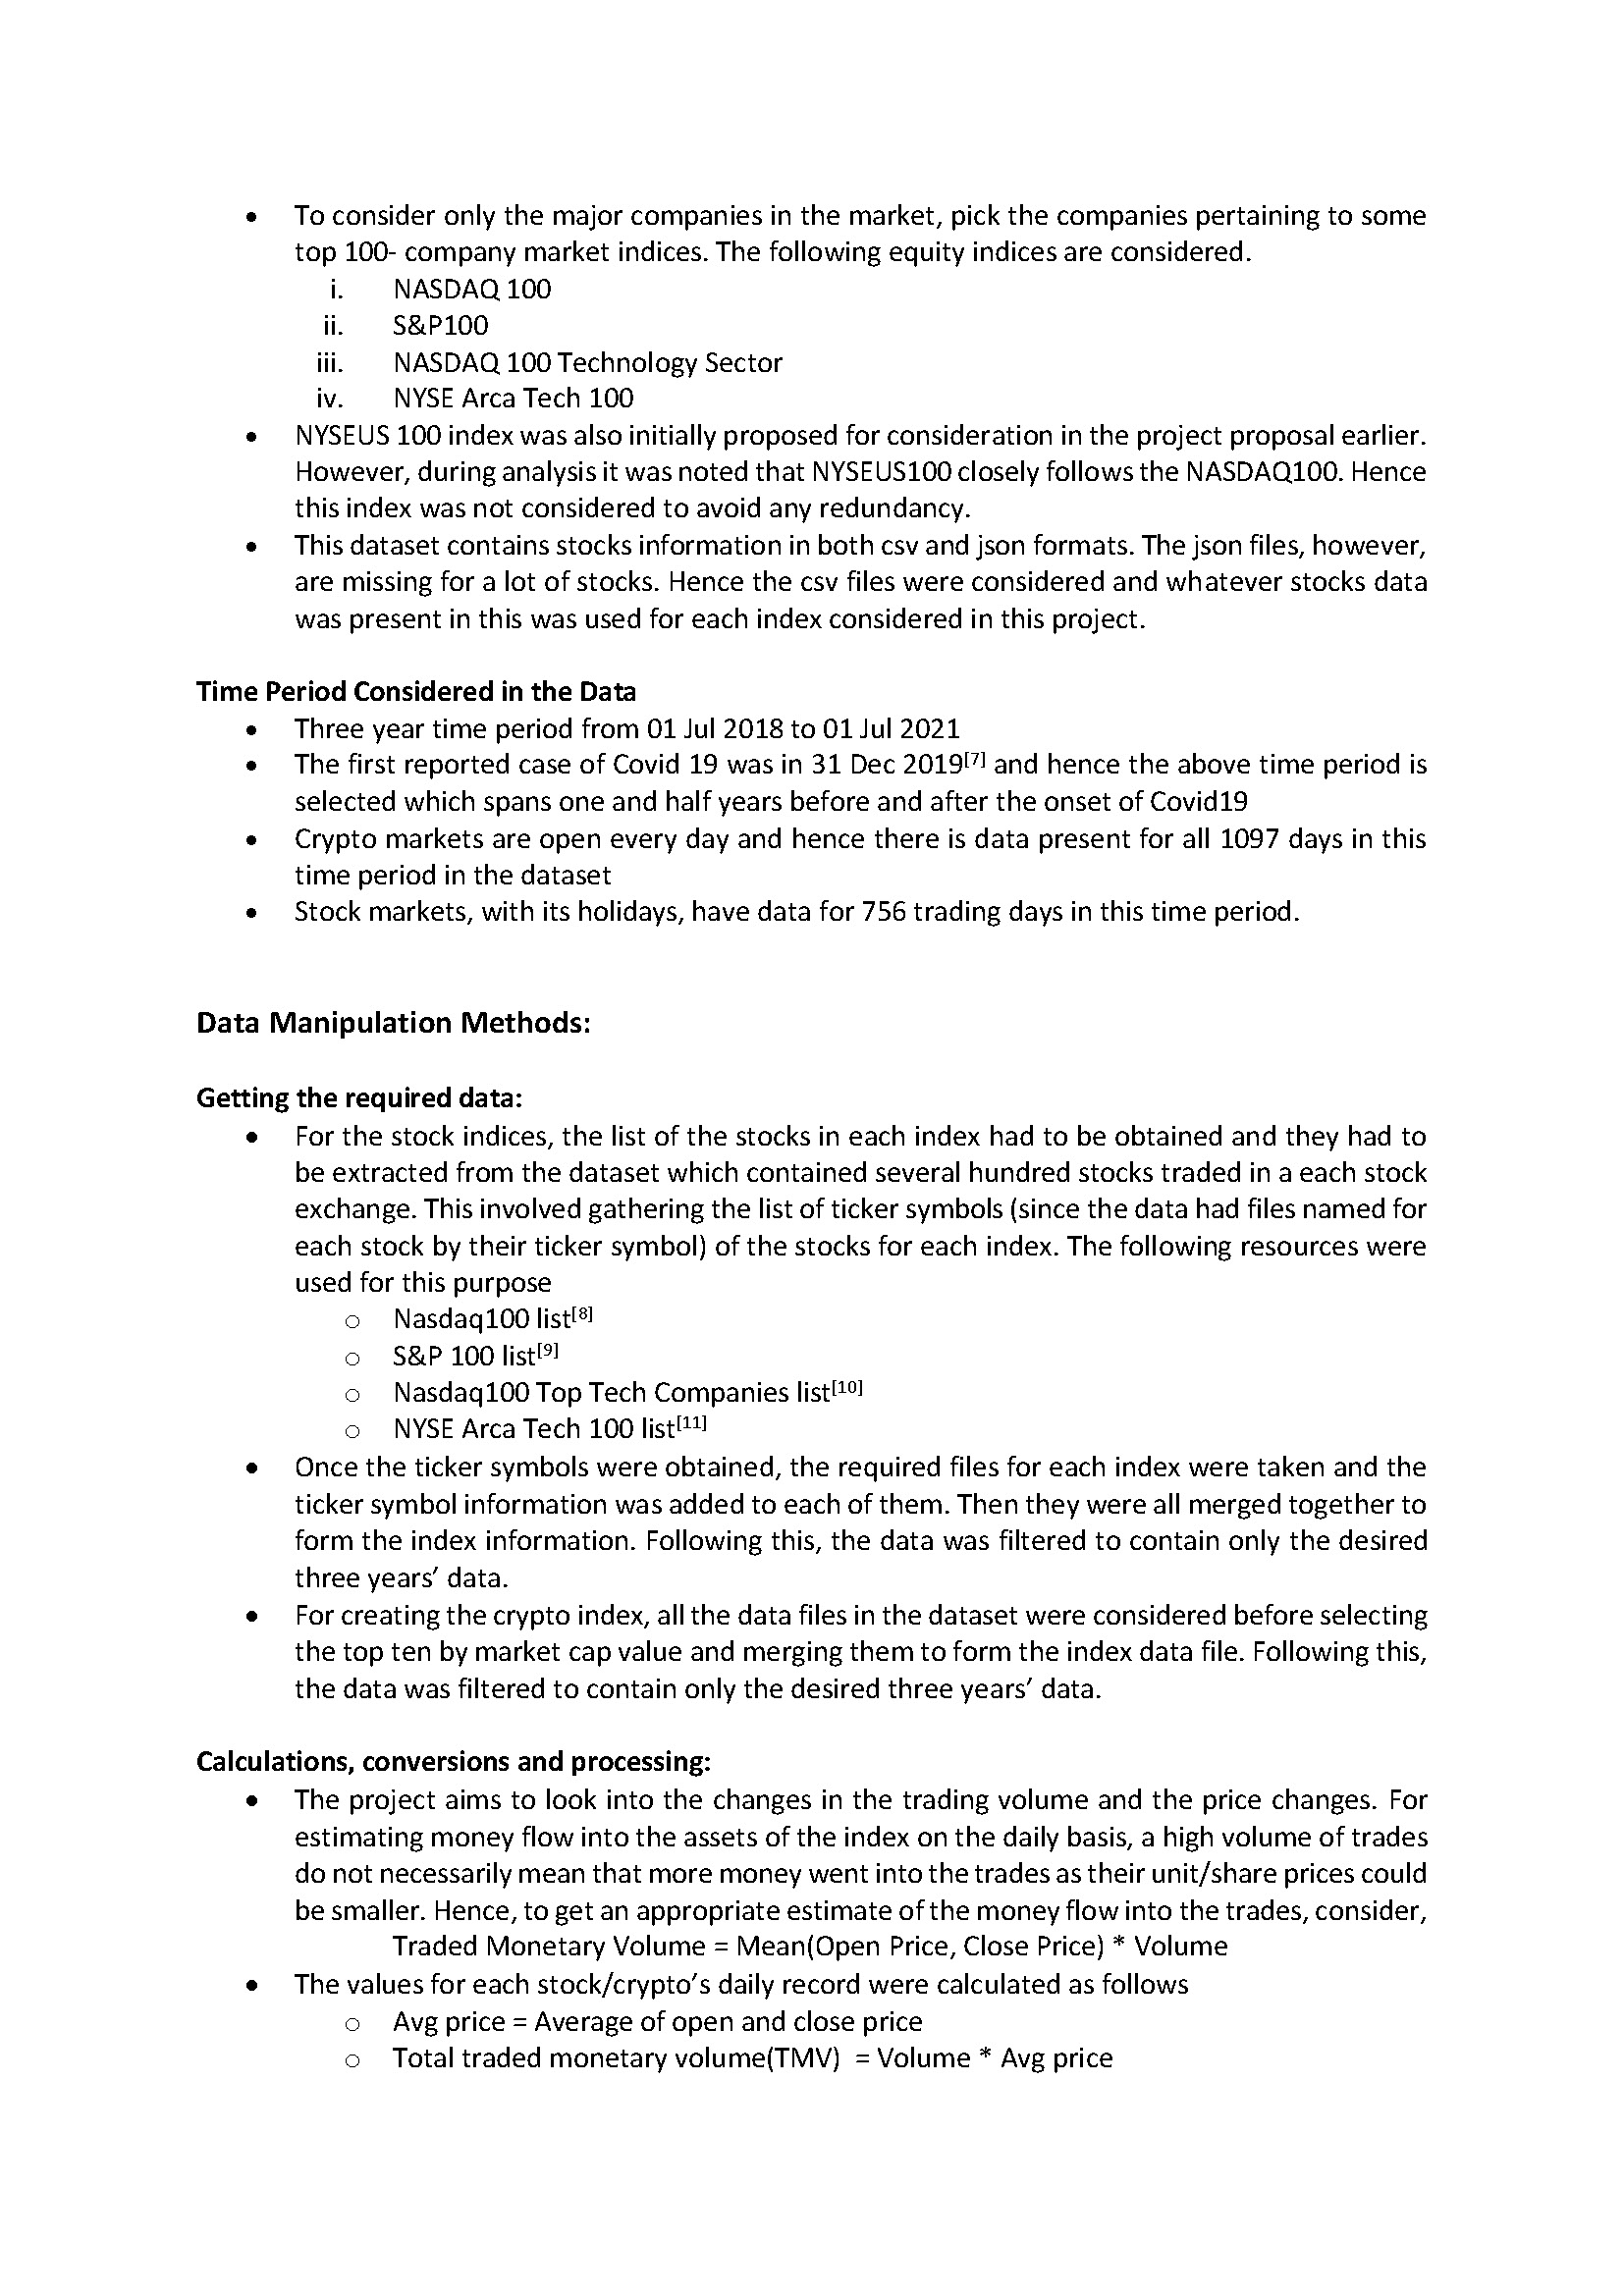 • To consider only the major companies in the market, pick the companies pertaining to some
top 100- company market indices. The following equity indices are considered.
i. NASDAQ 100
ii. S&P100
iii. NASDAQ 100 Technology Sector
iv. NYSE Arca Tech 100
• NYSEUS 100 index was also initially proposed for consideration in the project proposal earlier.
However, during analysis it was noted that NYSEUS100 closely follows the NASDAQ100. Hence
this index was not considered to avoid any redundancy.
• This dataset contains stocks information in both csv and json formats. The json files, however,
are missing for a lot of stocks. Hence the csv files were considered and whatever stocks data
was present in this was used for each index considered in this project.
Time Period Considered in the Data
• Three year time period from 01 Jul 2018 to 01 Jul 2021
• The first reported case of Covid 19 was in 31 Dec 2019[7] and hence the above time period is
selected which spans one and half years before and after the onset of Covid19
• Crypto markets are open every day and hence there is data present for all 1097 days in this
time period in the dataset
• Stock markets, with its holidays, have data for 756 trading days in this time period.
Data Manipulation Methods:
Getting the required data:
• For the stock indices, the list of the stocks in each index had to be obtained and they had to
be extracted from the dataset which contained several hundred stocks traded in a each stock
exchange. This involved gathering the list of ticker symbols (since the data had files named for
each stock by their ticker symbol) of the stocks for each index. The following resources were
used for this purpose
○ Nasdaq100 list[8]
○ S&P 100 list[9]
○ Nasdaq100 Top Tech Companies list[10]
○ NYSE Arca Tech 100 list[11]
• Once the ticker symbols were obtained, the required files for each index were taken and the
ticker symbol information was added to each of them. Then they were all merged together to
form the index information. Following this, the data was filtered to contain only the desired
three years’ data.
• For creating the crypto index, all the data files in the dataset were considered before selecting
the top ten by market cap value and merging them to form the index data file. Following this,
the data was filtered to contain only the desired three years’ data.
Calculations, conversions and processing:
• The project aims to look into the changes in the trading volume and the price changes. For
estimating money flow into the assets of the index on the daily basis, a high volume of trades
do not necessarily mean that more money went into the trades as their unit/share prices could
be smaller. Hence, to get an appropriate estimate of the money flow into the trades, consider,
Traded Monetary Volume = Mean(Open Price, Close Price) * Volume
• The values for each stock/crypto’s daily record were calculated as follows
○ Avg price = Average of open and close price
○ Total traded monetary volume(TMV) = Volume * Avg price